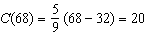 C(68) = 5/9 (68 − 32) = 20